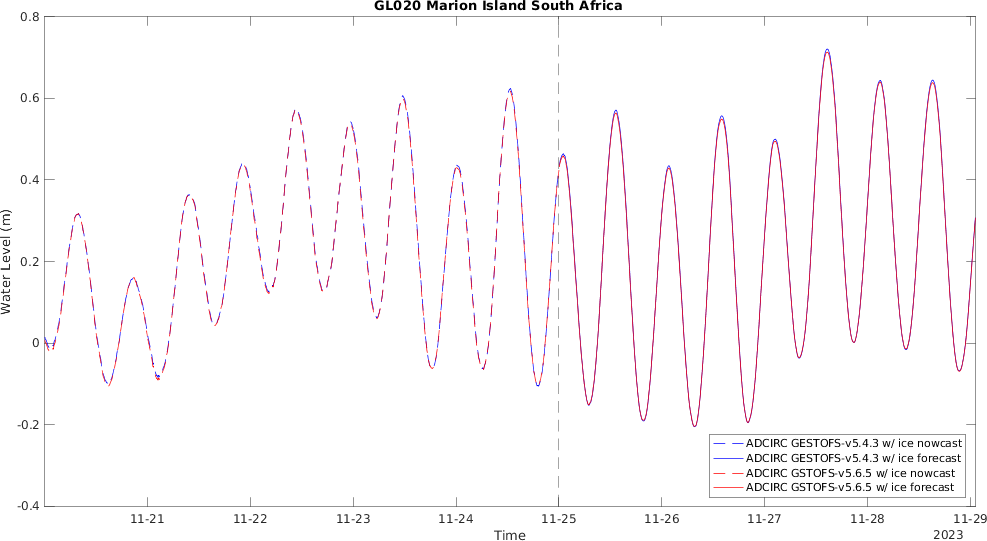 GL020 Marion Island South Africa
0.8
0.6
0.4
0.2
0
-0.2
-0.4
Water Level (m)
ADCIRC GESTOFS-v5.4.3 w/ ice nowcast
ADCIRC GESTOFS-v5.4.3 w/ ice forecast
ADCIRC GSTOFS-v5.6.5 w/ ice nowcast
ADCIRC GSTOFS-v5.6.5 w/ ice forecast
11-21 11-22 11-23 11-24 11-25 11-26 11-27 11-28 11-29
Time
2023